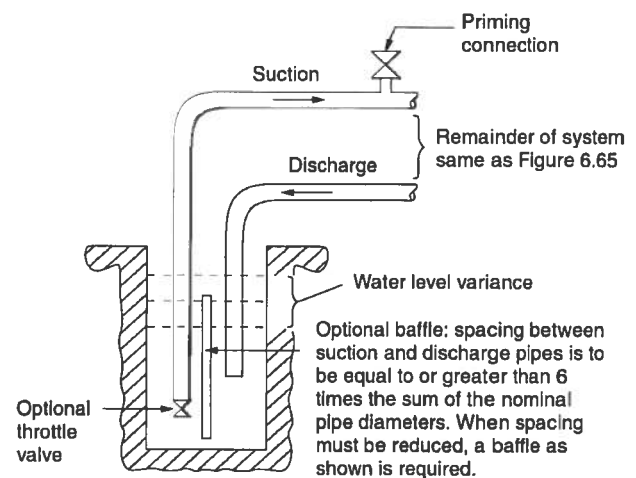 Priming
connection
Suction
Remainder of system
same as Figure 6.65
Discharge
Water level variance
Optional baffle: spacing between
suction and discharge pipes is to
be equal to or greater than 6
times the sum of the nominal
pipe diameters. When spacing
must be reduced, a baffle as
shown is required.
Optional
throttle
valve